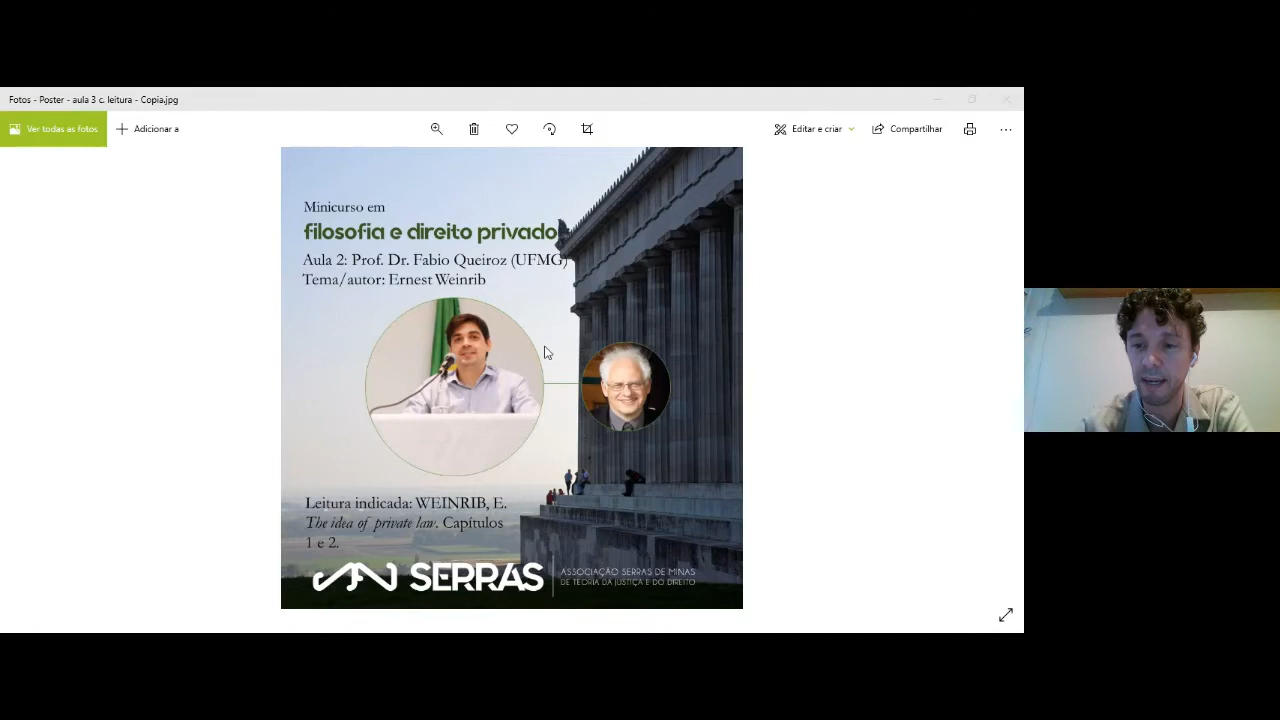 Fotos - Poster - aula 3 c. leitura - Copia.jpg
Ver todas as fotos
Adicionar a
Editar e criar
Compartilhar
Minicurso em
filosofia e direito privado
Aula 2: Prof. Dr. Fabio Queiroz (UFMG)
Tema/autor: Ernest Weinrib
Leitura indicada: WEINRIB, E.
The idea of private law. Capítulos
1 e 2.
SERRAS
ASSOCIAÇÃO SERRAS DE MINAS
DE TEORIA DA JUSTIÇA E DO DIREITO